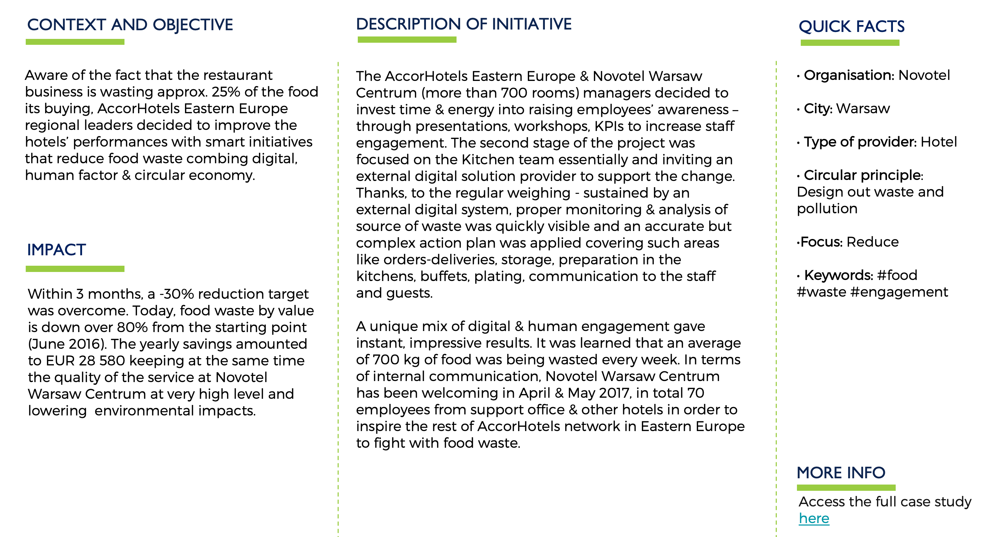 CONTEXT AND OBJECTIVE
Aware of the fact that the restaurant
business is wasting approx. 25% of the food
its buying, AccorHotels Eastern Europe
regional leaders decided to improve the
hotels’ performances with smart initiatives
that reduce food waste combing digital,
human factor & circular economy.
IMPACT
Within 3 months, a -30% reduction target
was overcome. Today, food waste by value
is down over 80% from the starting point
(June 2016). The yearly savings amounted
to EUR 28 580 keeping at the same time
the quality of the service at Novotel
Warsaw Centrum at very high level and
lowering  environmental impacts.
DESCRIPTION OF INITIATIVE
The AccorHotels Eastern Europe & Novotel Warsaw
Centrum (more than 700 rooms) managers decided to
invest time & energy into raising employees’ awareness –
through presentations, workshops, KPIs to increase staff
engagement. The second stage of the project was
focused on the Kitchen team essentially and inviting an
external digital solution provider to support the change.
Thanks, to the regular weighing - sustained by an
external digital system, proper monitoring & analysis of
source of waste was quickly visible and an accurate but
complex action plan was applied covering such areas
like orders-deliveries, storage, preparation in the
kitchens, buffets, plating, communication to the staff
and guests.
A unique mix of digital & human engagement gave
instant, impressive results. It was learned that an average
of 700 kg of food was being wasted every week. In terms
of internal communication, Novotel Warsaw Centrum
has been welcoming in April & May 2017, in total 70
employees from support office & other hotels in order to
inspire the rest of AccorHotels network in Eastern Europe
to fight with food waste.
QUICK FACTS
• Organisation: Novotel
• City: Warsaw
• Type of provider: Hotel
• Circular principle:
Design out waste and
pollution
•Focus: Reduce
• Keywords: #food
#waste #engagement
MORE INFO
Access the full case study
here